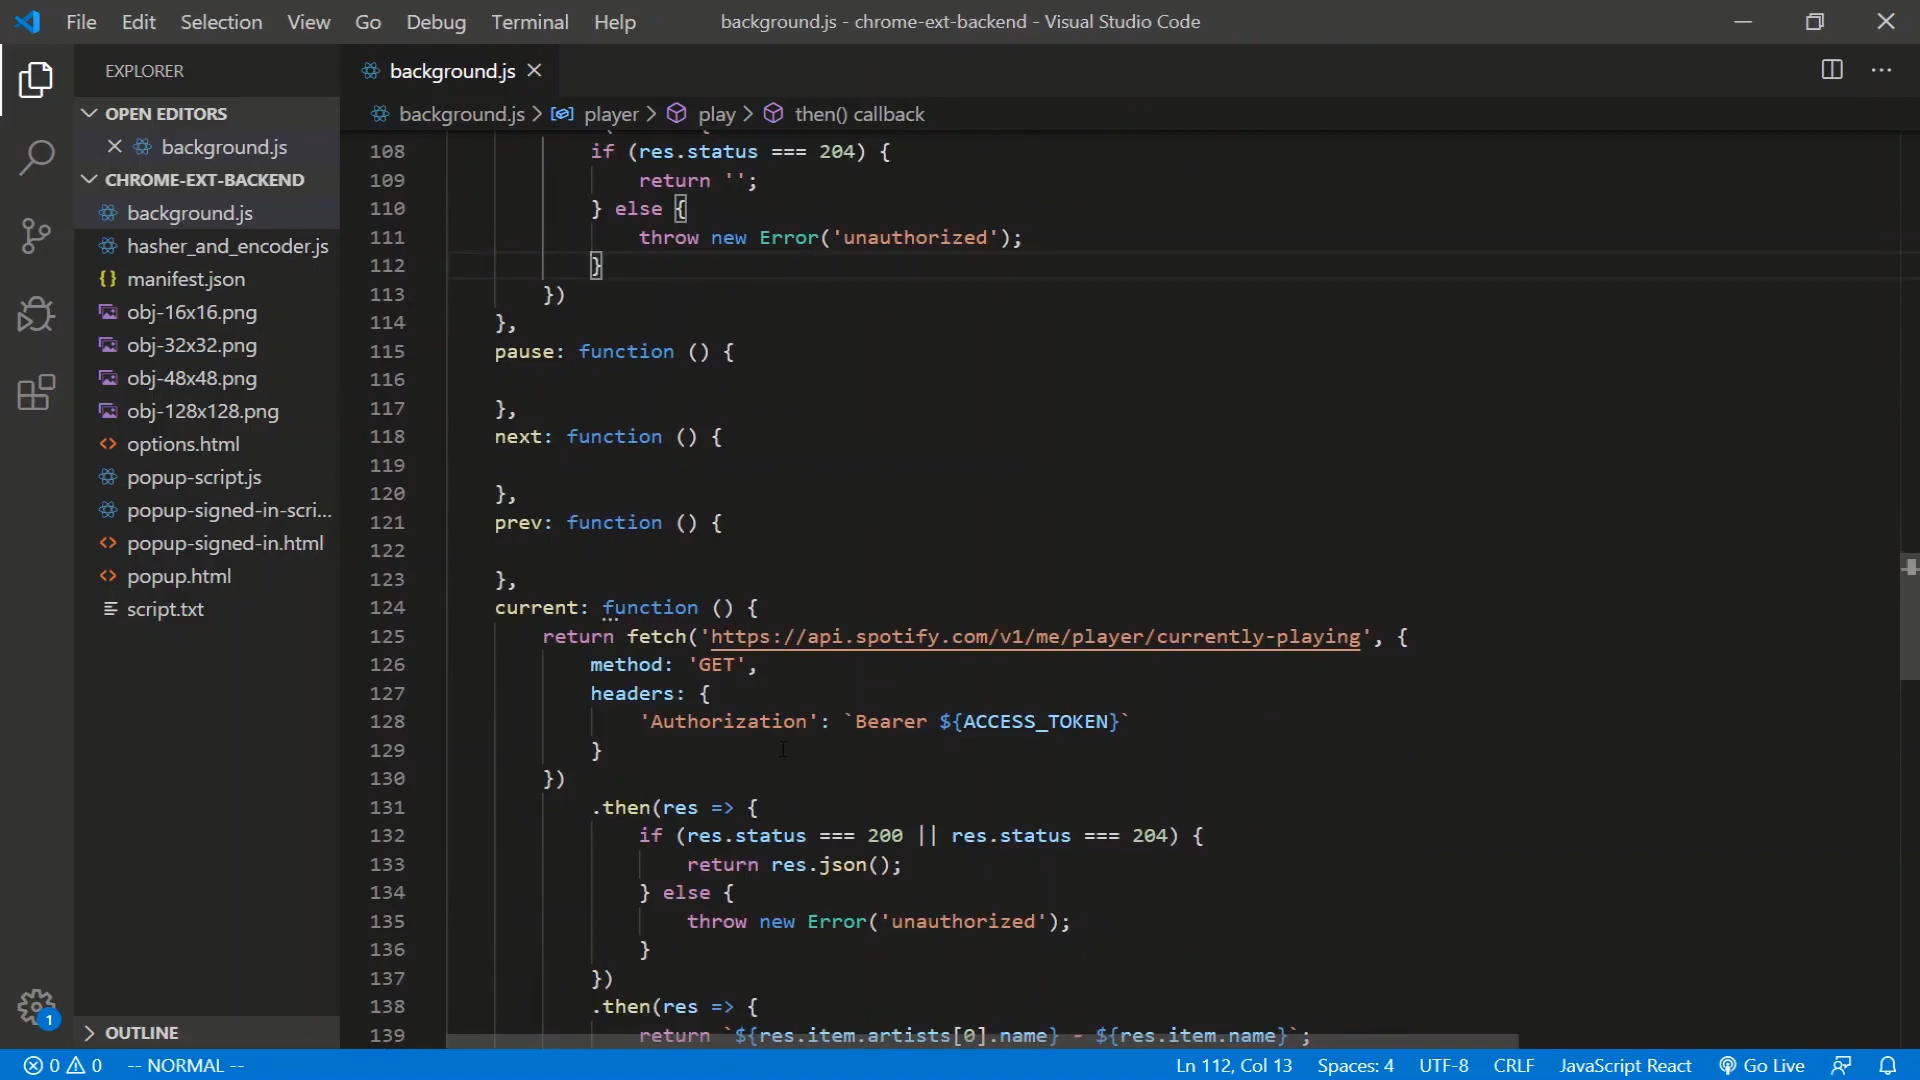 File Edit Selection View Go Debug Terminal Help background.js - chrome-ext-backend - Visual Studio Code
EXPLORER
OPEN EDITORS
background.js
CHROME-EXT-BACKEND
background.js
hasher_and_encoder.js
manifest.json
obj-16x16.png
obj-32x32.png
obj-48x48.png
obj-128x128.png
options.html
popup-script.js
popup-signed-in-scri...
popup-signed-in.html
popup.html
script.txt
OUTLINE
1
background.js
background.js > player > play > then() callback
108 if (res.status === 204) {
109 return '';
110 } else {
111 throw new Error('unauthorized');
112 }
113 })
114 },
115 pause: function () {
116
117 },
118 next: function () {
119
120 },
121 prev: function () {
122
123 },
124 current: function () {
125 return fetch('https://api.spotify.com/v1/me/player/currently-playing', {
126 method: 'GET',
127 headers: {
128 'Authorization': `Bearer ${ACCESS_TOKEN}`
129 }
130 })
131 .then(res => {
132 if (res.status === 200 || res.status === 204) {
133 return res.json();
134 } else {
135 throw new Error('unauthorized');
136 }
137 })
138 .then(res => {
139 return `${res.item.artists[0].name} - ${res.item.name}`;
0 0 -- NORMAL -- Ln 112, Col 13 Spaces: 4 UTF-8 CRLF JavaScript React Go Live